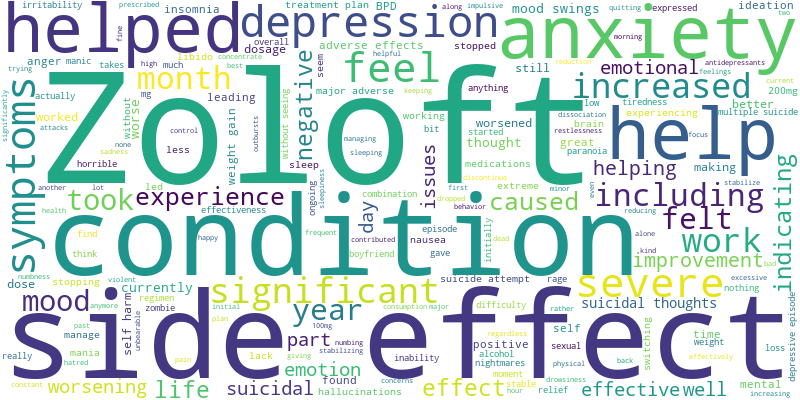 irritability
prescribed
treatment plan
BPD
along
impulsive
quitting
expressed
two
helped
fine
insomnia
depression
mood swings
ideation
anxiety
morning
anger
manic
libido
overall
dosage
adverse effects
stopped
antidepressants
feelings
trying
takes
high
much
concentrate
best
helpful
seem
still
emotional
reduction
current
200mg
significantly
symptoms
actually
month
leading
negative
feel
major adverse
keeping
anything
increased
low
tiredness
experiencing
better
multiple suicide
worked
mg
without
worse
Zoloft
without seeing
working
bit
worsened
started
thought
dissociation
restlessness
brain
great
paranoia
help
focus
attacks
none
sadness
control
less
weight gain
outbursts
managing
sleeping
medications
making
horrible
sleep
issues
extreme
discontinue
minor
helping
stabilize
another
lot
led
took
experience
ongoing
sleepiness
combination
first
dropped
behavior
caused
even
including
reducing
health
effectiveness
day
felt
indicating
condition
happy
frequent
contributed
episode
nausea
gave
initially
dead
alone
kind
work
find
think
boyfriend
improvement
bad
numbness
violent
stopping
currently
significant
suicide attempt
rage
severe
excessive
nothing
dose
mood
self harm
unbearable
regimen
zombie
initial
plan
year
100mg
consumption
major
difficulty
suicidal thoughts
anymore
past
manage
side effect
regardless
rather
self
switching
time
weight
loss
depressive episode
really
mania
hatred
pain
lack
giving
part
numbing
stabilizing
inability
positive
alcohol
nightmares
sexual
physical
back
effectively
constant
worsening
life
suicidal
emotion
found
concerns
hallucinations
effect
moment
stable
hour
drowsiness
relief
effective
well
mental
increasing